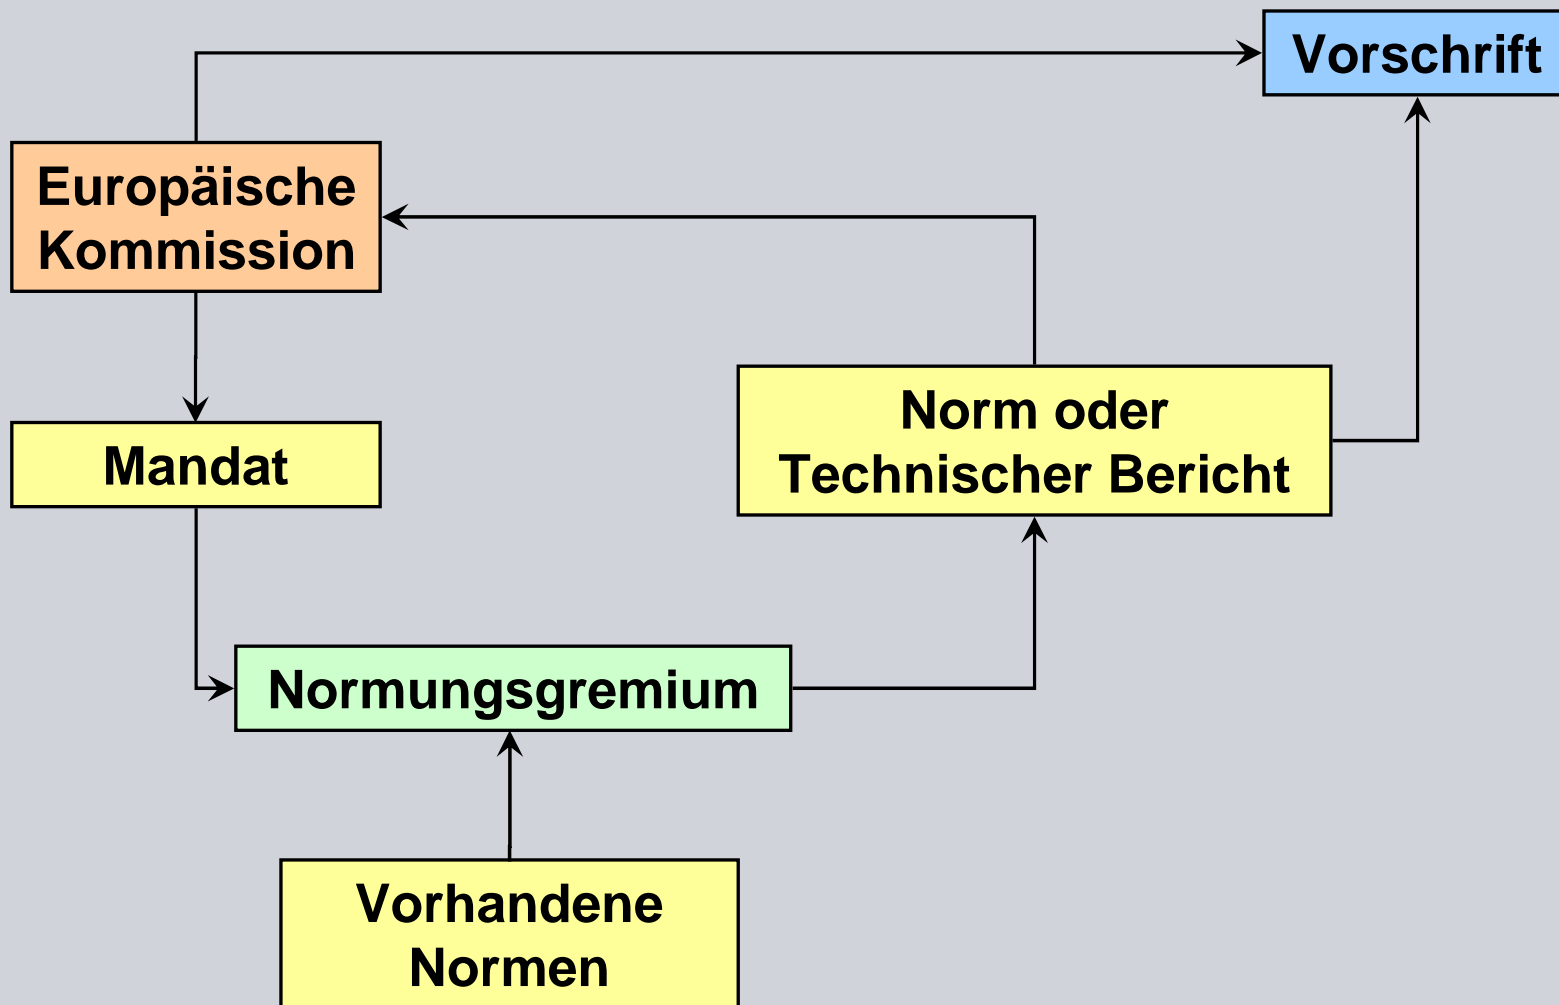 Vorschrift
Europäische
Kommission
Norm oder
Technischer Bericht
Mandat
Normungsgremium
Vorhandene
Normen